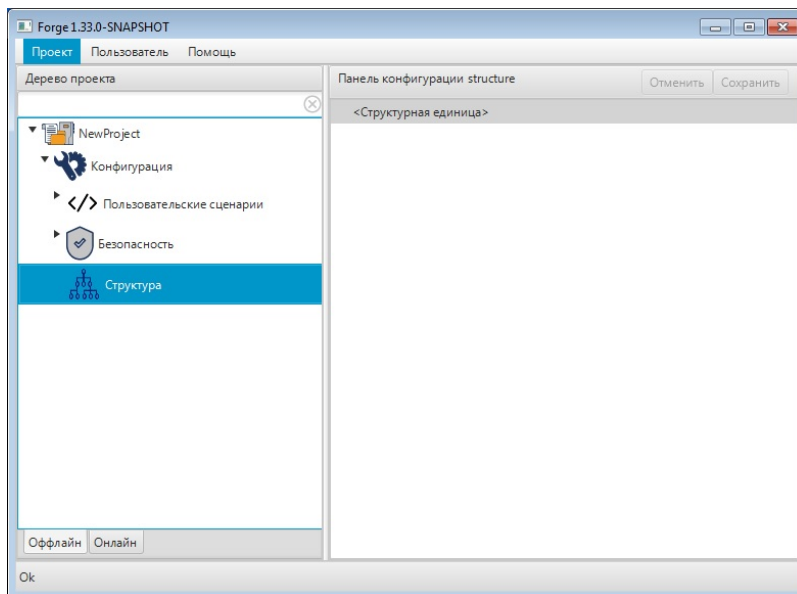 Forge 1.33.0-SNAPSHOT
Проект Пользователь Помощь
Дерево проекта
Панель конфигурации structure
Отменить Сохранить
<Структурная единица>
NewProject
Конфигурация
</> Пользовательские сценарии
Безопасность
Структура
Оффлайн Онлайн
Ok